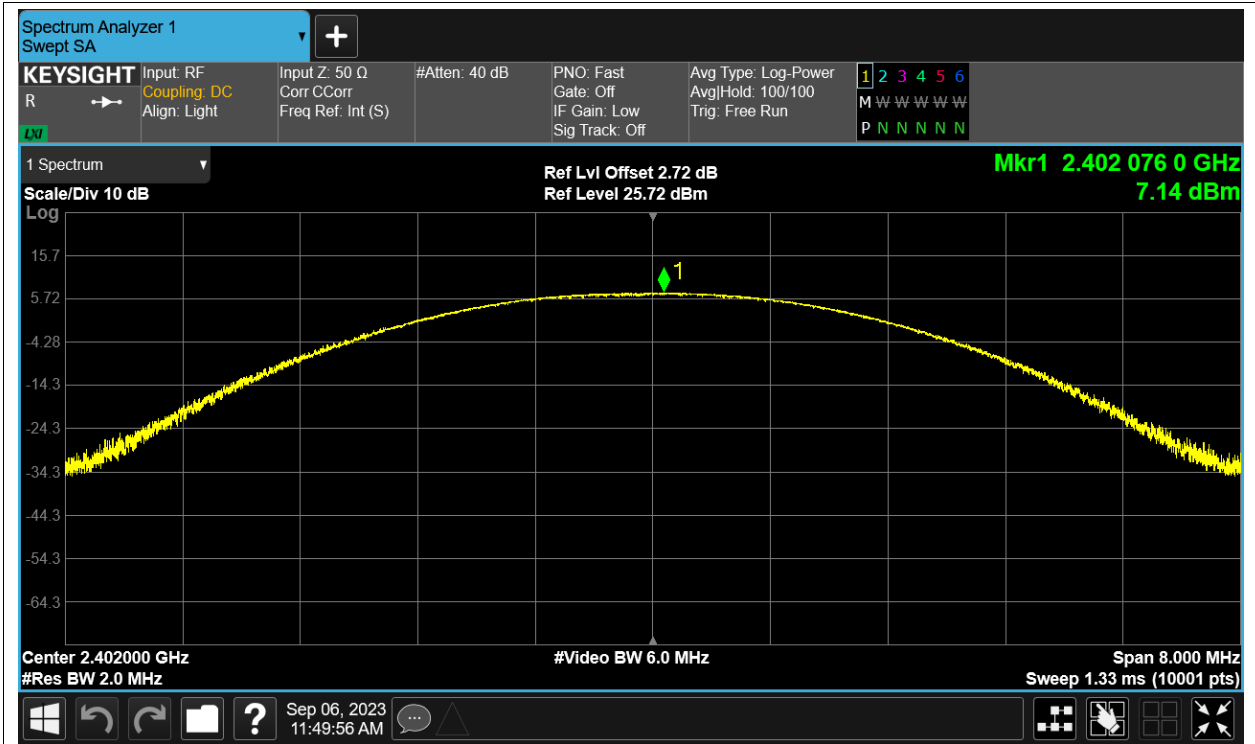 Spectrum Analyzer 1
Swept SA
KEYSIGHT
R
LXI
Input: RF
Coupling: DC
Align: Light
Input Z: 50 Ω
Corr CCorr
Freq Ref: Int (S)
#Atten: 40 dB
PNO: Fast
Gate: Off
IF Gain: Low
Sig Track: Off
Avg Type: Log-Power
Avg|Hold: 100/100
Trig: Free Run
1 2 3 4 5 6
M W W W W W
P N N N N N
1 Spectrum
Scale/Div 10 dB
Log
Ref Lvl Offset 2.72 dB
Ref Level 25.72 dBm
Mkr1 2.402 076 0 GHz
7.14 dBm
1
15.7
5.72
-4.28
-14.3
-24.3
-34.3
-44.3
-54.3
-64.3
Center 2.402000 GHz
#Res BW 2.0 MHz
#Video BW 6.0 MHz
Span 8.000 MHz
Sweep 1.33 ms (10001 pts)
?
Sep 06, 2023
11:49:56 AM